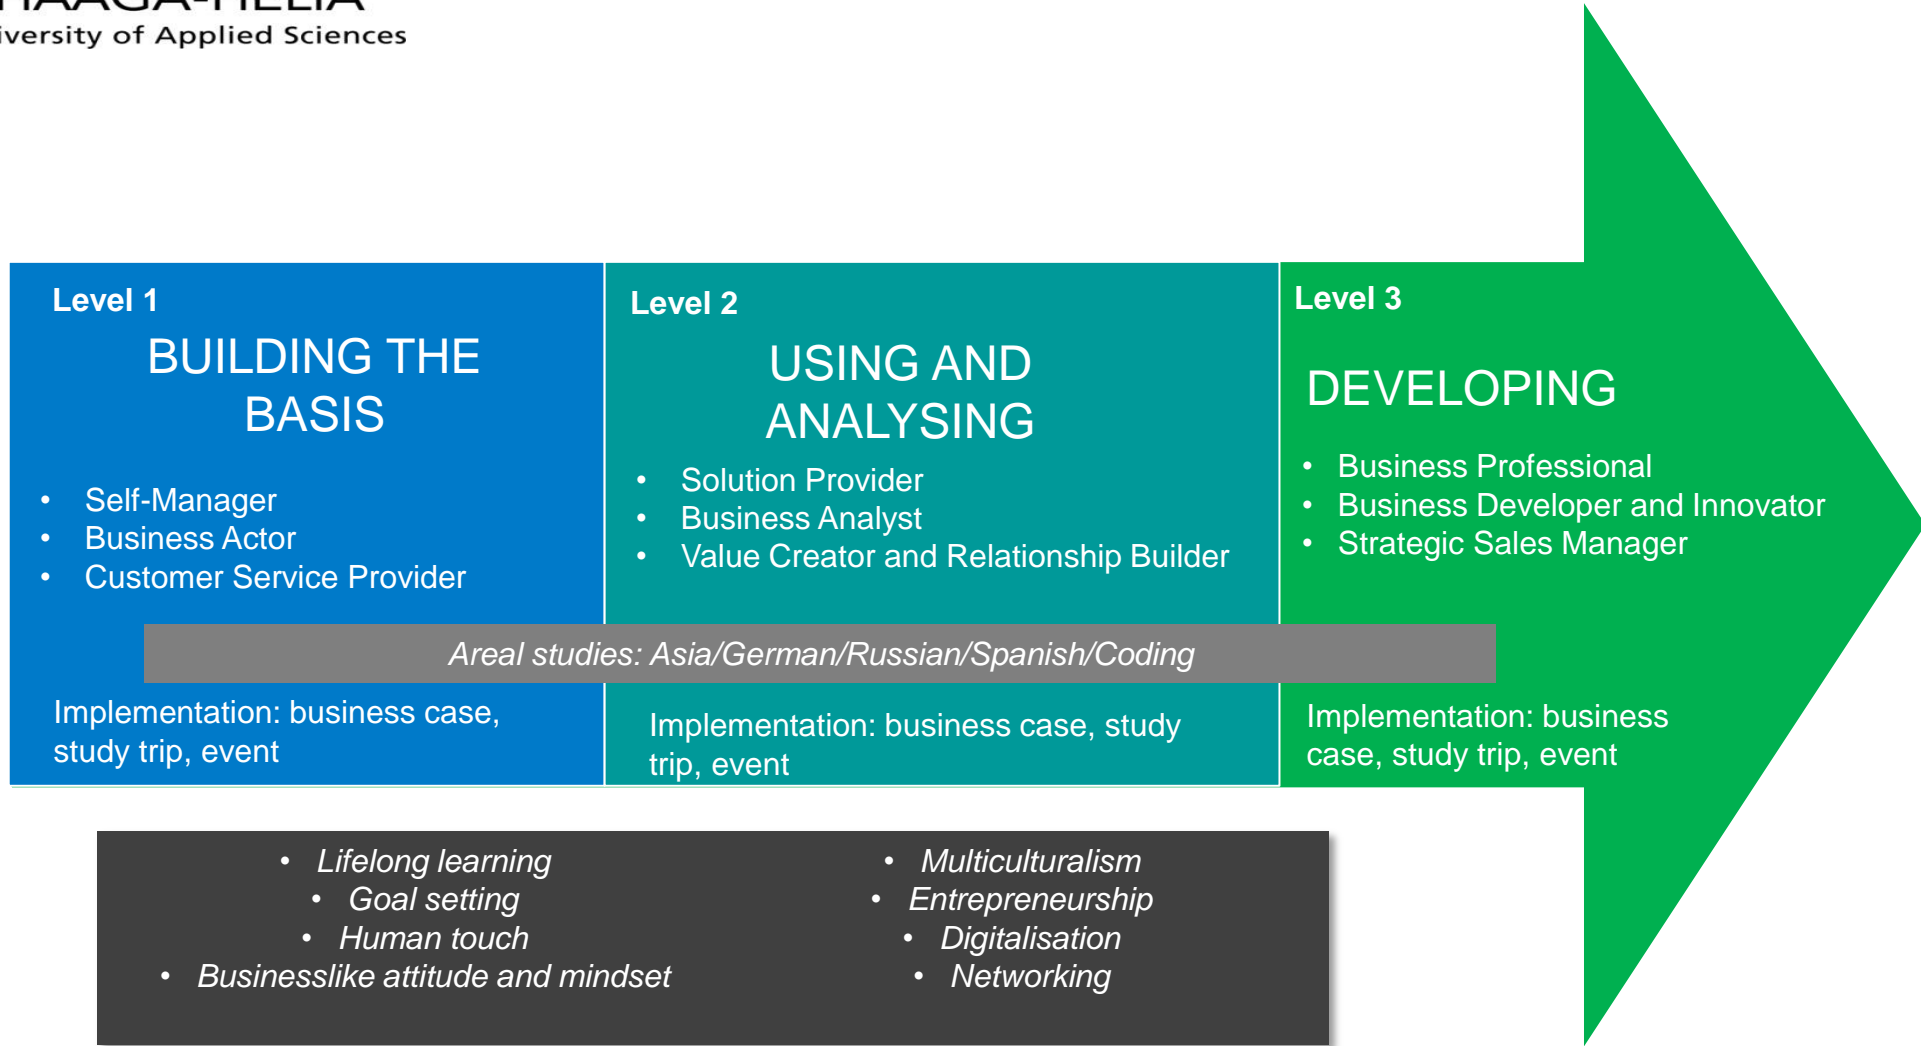 HAAGA-HELIA
iversity of Applied Sciences
Level 1
BUILDING THE
BASIS
• Self-Manager
• Business Actor
• Customer Service Provider
Level 2
USING AND
ANALYSING
• Solution Provider
• Business Analyst
• Value Creator and Relationship Builder
Level 3
DEVELOPING
• Business Professional
• Business Developer and Innovator
• Strategic Sales Manager
Areal studies: Asia/German/Russian/Spanish/Coding
Implementation: business case,
study trip, event
Implementation: business case, study
trip, event
Implementation: business
case, study trip, event
• Lifelong learning
• Goal setting
• Human touch
• Businesslike attitude and mindset
• Multiculturalism
• Entrepreneurship
• Digitalisation
• Networking